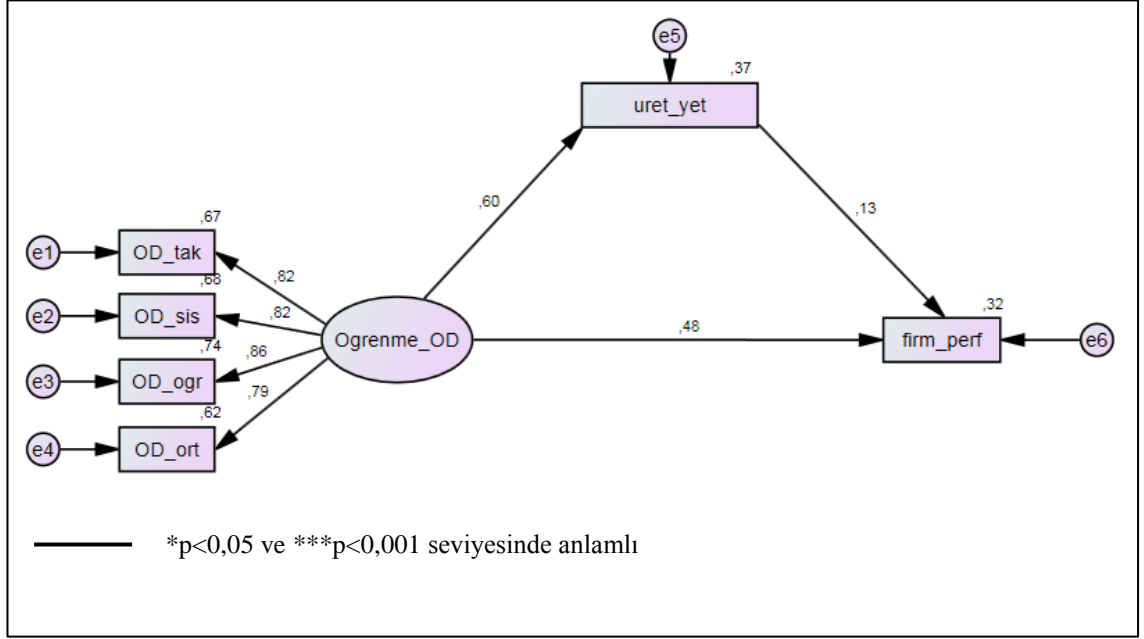 e5
,37
uret_yet
,60
,13
,67
e1
OD_tak
,82
,68
e2
OD_sis
,82
Ogrenme_OD
,48
,32
firm_perf
e6
,74
e3
OD_ogr
,86
,79
,62
e4
OD_ort
*p<0,05 ve ***p<0,001 seviyesinde anlamlı